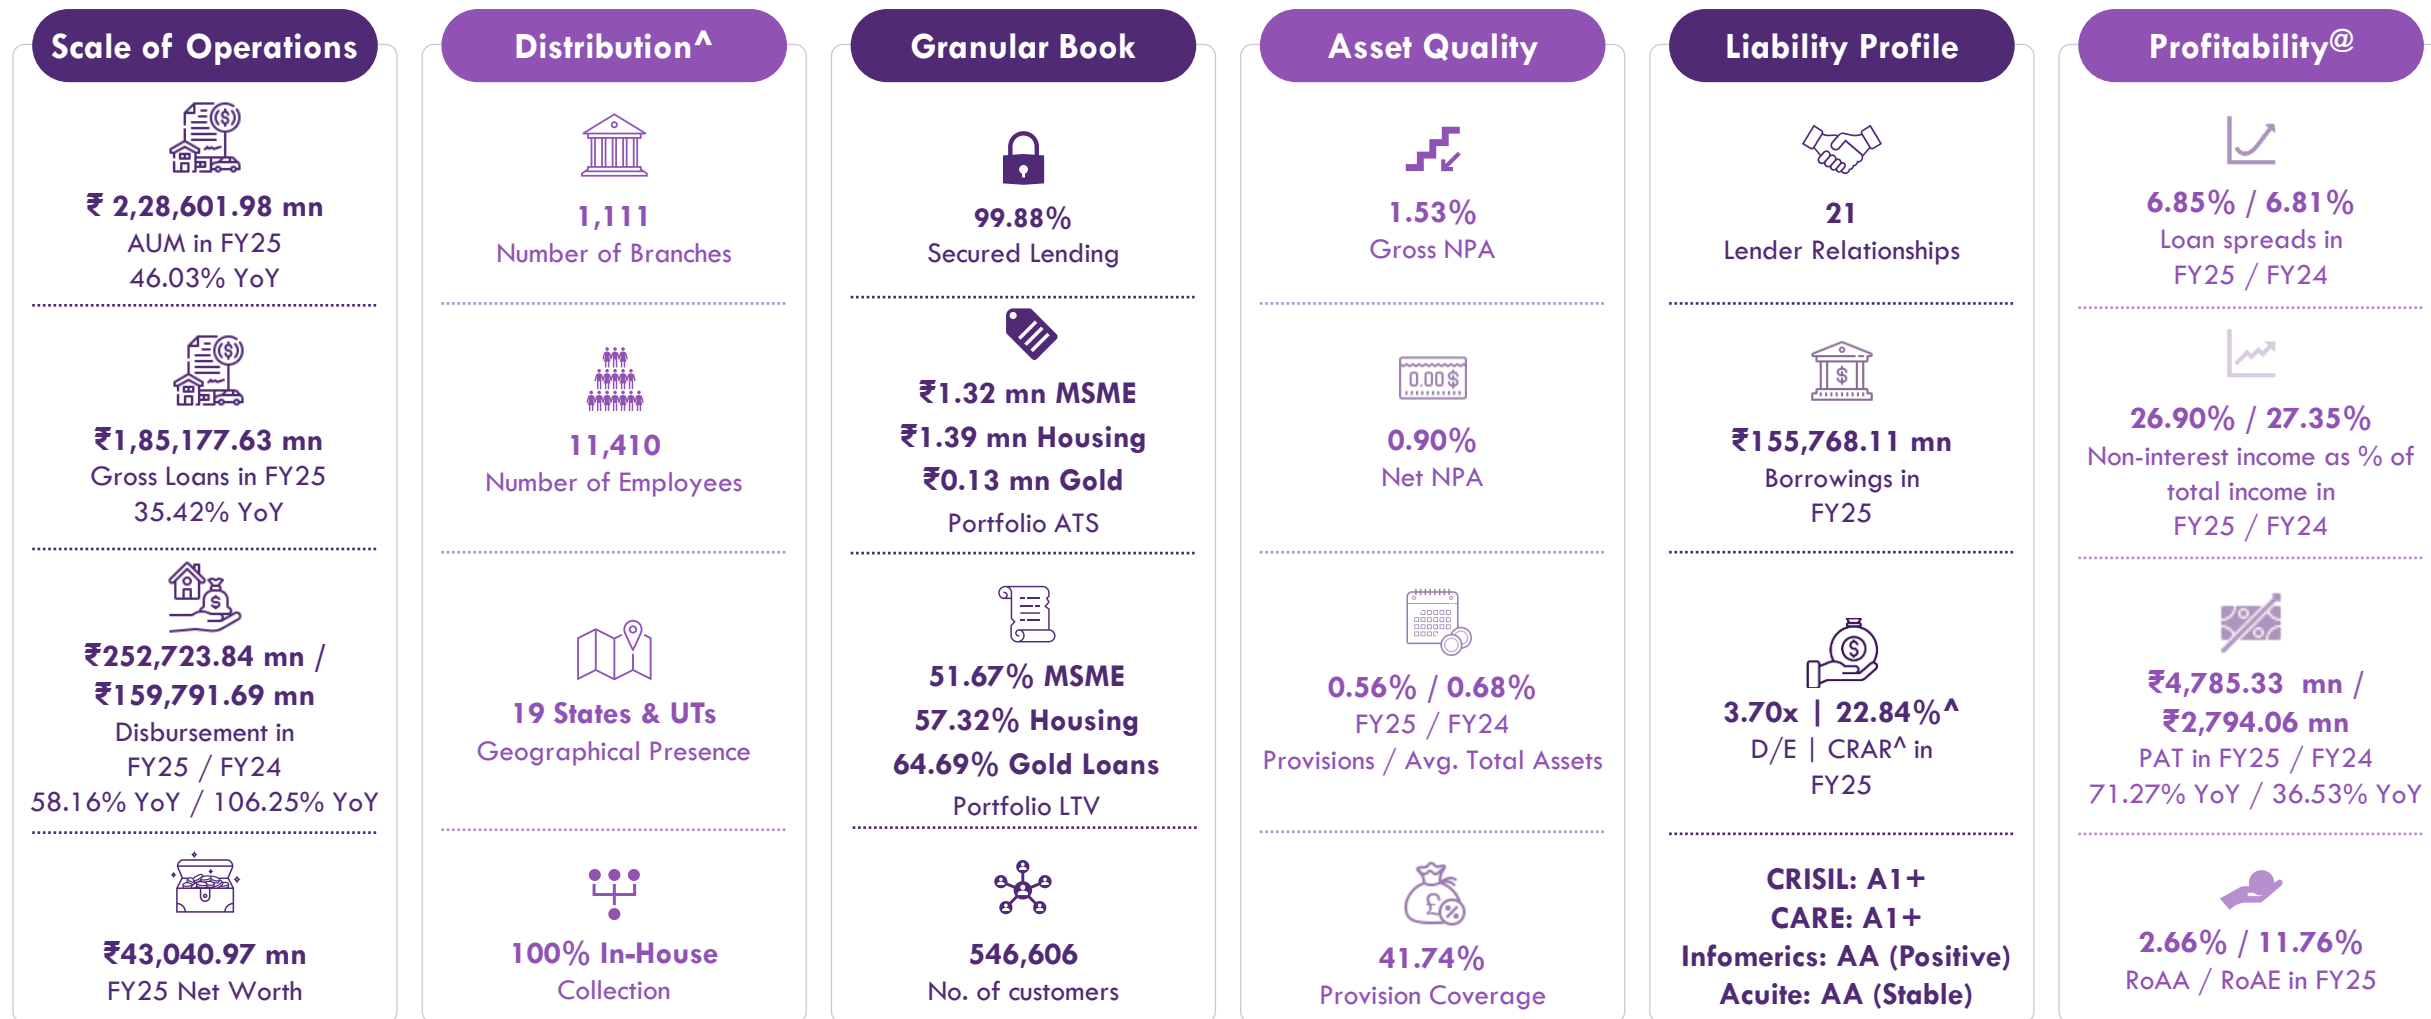 Scale of Operations
₹ 2,28,601.98 mn
AUM in FY25
46.03% YoY
₹1,85,177.63 mn
Gross Loans in FY25
35.42% YoY
₹252,723.84 mn /
₹159,791.69 mn
Disbursement in
FY25 / FY24
58.16% YoY / 106.25% YoY
₹43,040.97 mn
FY25 Net Worth
Distribution^
1,111
Number of Branches
11,410
Number of Employees
19 States & UTs
Geographical Presence
100% In-House
Collection
Granular Book
99.88%
Secured Lending
₹1.32 mn MSME
₹1.39 mn Housing
₹0.13 mn Gold
Portfolio ATS
51.67% MSME
57.32% Housing
64.69% Gold Loans
Portfolio LTV
546,606
No. of customers
Asset Quality
1.53%
Gross NPA
0.00 $
0.90%
Net NPA
0.56% / 0.68%
FY25 / FY24
Provisions / Avg. Total Assets
41.74%
Provision Coverage
Liability Profile
21
Lender Relationships
₹155,768.11 mn
Borrowings in
FY25
3.70x | 22.84%^
D/E | CRAR^ in
FY25
CRISIL: A1+
CARE: A1+
Infomerics: AA (Positive)
Acuite: AA (Stable)
Profitability@
6.85% / 6.81%
Loan spreads in
FY25 / FY24
26.90% / 27.35%
Non-interest income as % of
total income in
FY25 / FY24
₹4,785.33 mn /
₹2,794.06 mn
PAT in FY25 / FY24
71.27% YoY / 36.53% YoY
2.66% / 11.76%
RoAA / RoAE in FY25